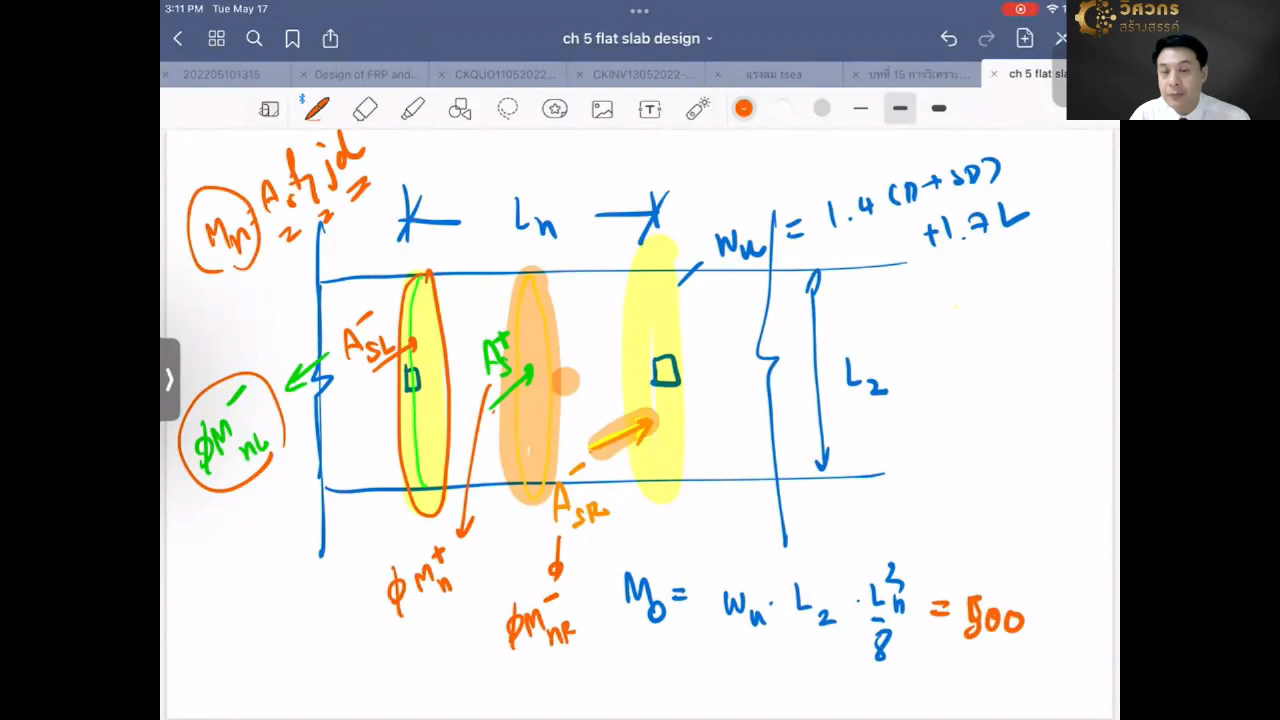 3:11 PM Tue May 17
วิศวกร
สร้างสรรค์
ch 5 flat slab design
202205101315
Design of FRP and...
CKQUO11052022...
CKINV13052022-...
แรงลม tsea
บทที่ 15 การวิเคราะ...
ch 5 flat sla
Mn+ As fy jd
Ln
Wu = 1.4 (D + SD)
+1.7 L
A-SL
As+
L2
φM-nL
A-SR
φMn+
φM-nR
Mo = Wu · L2 · Ln²/8 = 500